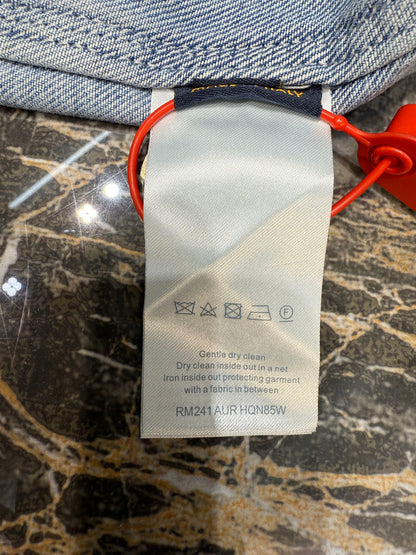 Gentle dry clean
Dry clean inside out in a net
Iron inside out protecting garment
with a fabric in between
RM241 AUR HQN85W